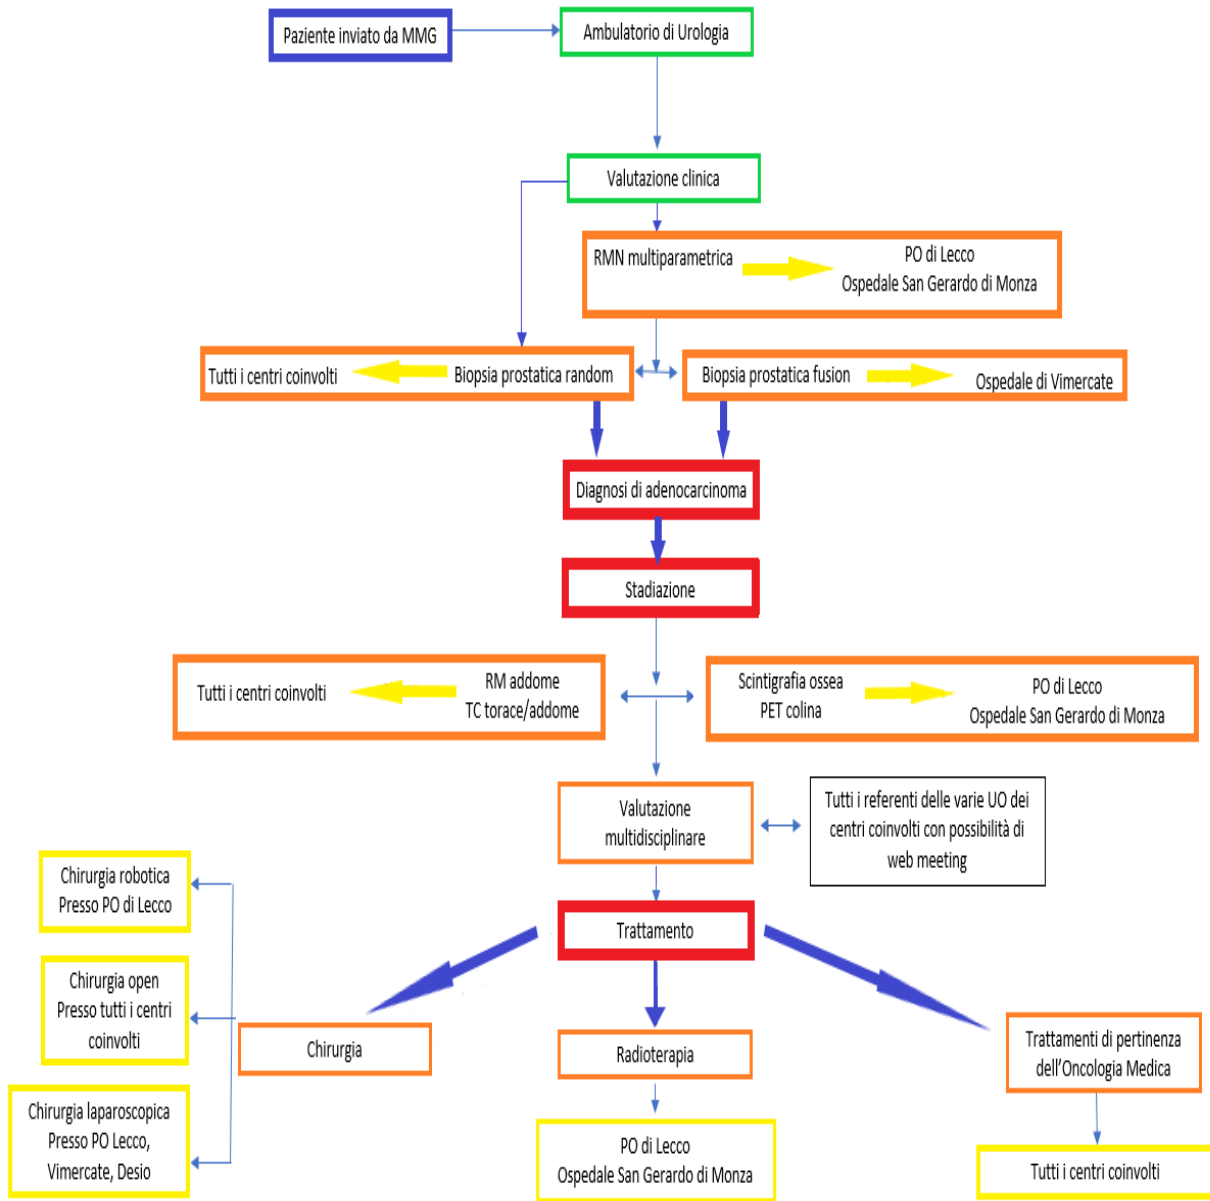 Paziente inviato da MMG
Ambulatorio di Urologia
Valutazione clinica
RMN multiparametrica
PO di Lecco
Ospedale San Gerardo di Monza
Tutti i centri coinvolti
Biopsia prostatica random
Biopsia prostatica fusion
Ospedale di Vimercate
Diagnosi di adenocarcinoma
Stadiazione
Tutti i centri coinvolti
RM addome
TC torace/addome
Scintigrafia ossea
PET colina
PO di Lecco
Ospedale San Gerardo di Monza
Valutazione
multidisciplinare
Tutti i referenti delle varie UO dei
centri coinvolti con possibilità di
web meeting
Trattamento
Chirurgia robotica
Presso PO di Lecco
Chirurgia open
Presso tutti i centri
coinvolti
Chirurgia laparoscopica
Presso PO Lecco,
Vimercate, Desio
Chirurgia
Radioterapia
PO di Lecco
Ospedale San Gerardo di Monza
Trattamenti di pertinenza
dell'Oncologia Medica
Tutti i centri coinvolti